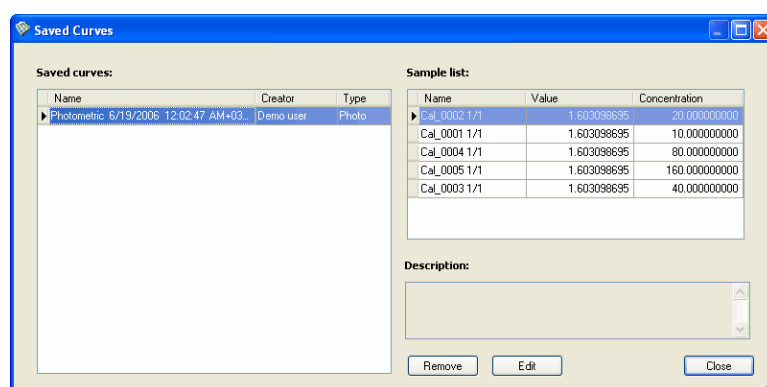 Saved Curves
Saved curves:
Name Creator Type
Photometric 6/19/2006 12:02:47 AM+03... Demo user Photo
Sample list:
Name Value Concentration
Cal_0002 1/1 1.603098695 20.000000000
Cal_0001 1/1 1.603098695 10.000000000
Cal_0004 1/1 1.603098695 80.000000000
Cal_0005 1/1 1.603098695 160.000000000
Cal_0003 1/1 1.603098695 40.000000000
Description:
Remove Edit Close